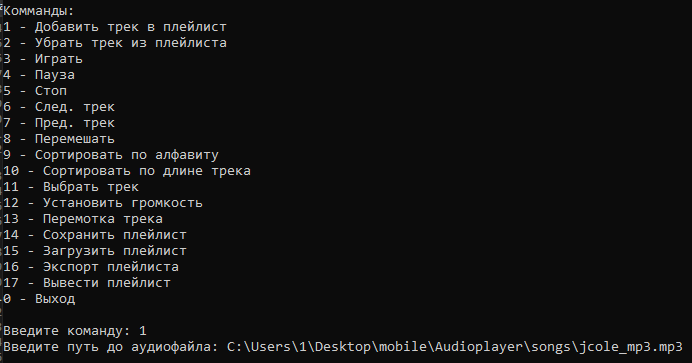 Комманды:
1 - Добавить трек в плейлист
2 - Убрать трек из плейлиста
3 - Играть
4 - Пауза
5 - Стоп
6 - След. трек
7 - Пред. трек
8 - Перемешать
9 - Сортировать по алфавиту
10 - Сортировать по длине трека
11 - Выбрать трек
12 - Установить громкость
13 - Перемотка трека
14 - Сохранить плейлист
15 - Загрузить плейлист
16 - Экспорт плейлиста
17 - Вывести плейлист
0 - Выход
Введите команду: 1
Введите путь до аудиофайла: C:\Users\1\Desktop\mobile\Audioplayer\songs\jcole_mp3.mp3